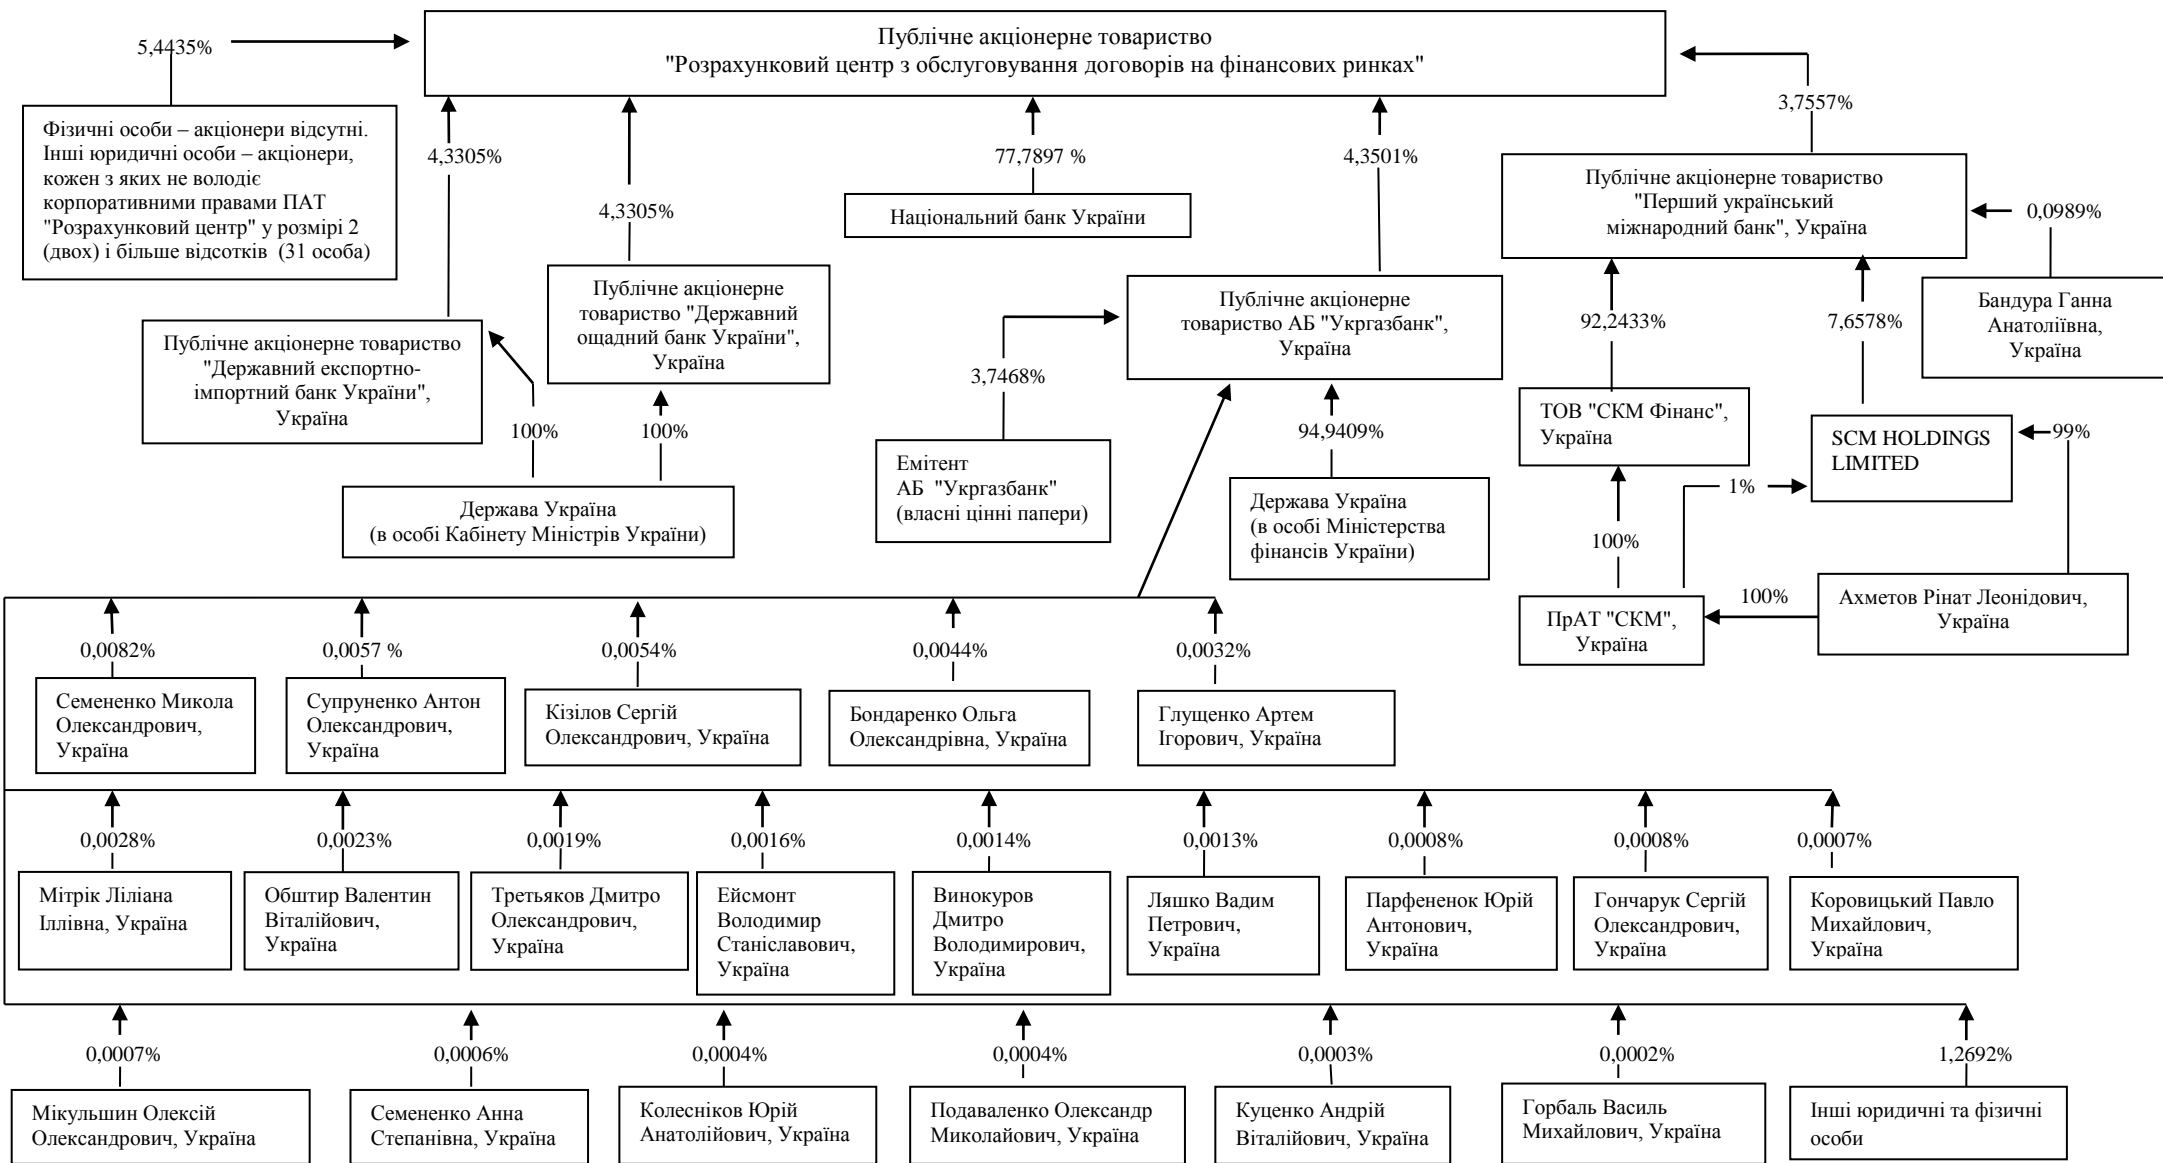 Публічне акціонерне товариство
"Розрахунковий центр з обслуговування договорів на фінансових ринках"
5,4435%
3,7557%
Фізичні особи – акціонери відсутні.
Інші юридичні особи – акціонери,
кожен з яких не володіє
корпоративними правами ПАТ
"Розрахунковий центр" у розмірі 2
(двох) і більше відсотків (31 особа)
4,3305%
4,3305%
77,7897 %
4,3501%
Національний банк України
Публічне акціонерне товариство
"Перший український
міжнародний банк", Україна
0,0989%
Публічне акціонерне товариство
"Державний експортно-
імпортний банк України",
Україна
Публічне акціонерне
товариство "Державний
ощадний банк України",
Україна
Публічне акціонерне
товариство АБ "Укргазбанк",
Україна
92,2433%
7,6578%
Бандура Ганна
Анатоліївна,
Україна
100%
100%
3,7468%
94,9409%
ТОВ "СКМ Фінанс",
Україна
SCM HOLDINGS
LIMITED
99%
Держава Україна
(в особі Кабінету Міністрів України)
Емітент
АБ "Укргазбанк"
(власні цінні папери)
Держава Україна
(в особі Міністерства
фінансів України)
1%
100%
ПрАТ "СКМ",
Україна
100%
Ахметов Рінат Леонідович,
Україна
0,0082%
0,0057 %
0,0054%
0,0044%
0,0032%
Семененко Микола
Олександрович,
Україна
Супруненко Антон
Олександрович,
Україна
Кізілов Сергій
Олександрович, Україна
Бондаренко Ольга
Олександрівна, Україна
Глущенко Артем
Ігорович, Україна
0,0028%
0,0023%
0,0019%
0,0016%
0,0014%
0,0013%
0,0008%
0,0008%
0,0007%
Мітрік Ліліана
Іллівна, Україна
Обштир Валентин
Віталійович,
Україна
Третьяков Дмитро
Олександрович,
Україна
Ейсмонт
Володимир
Станіславович,
Україна
Винокуров
Дмитро
Володимирович,
Україна
Ляшко Вадим
Петрович,
Україна
Парфененок Юрій
Антонович,
Україна
Гончарук Сергій
Олександрович,
Україна
Коровицький Павло
Михайлович,
Україна
0,0007%
0,0006%
0,0004%
0,0004%
0,0003%
0,0002%
1,2692%
Мікульшин Олексій
Олександрович, Україна
Семененко Анна
Степанівна, Україна
Колесніков Юрій
Анатолійович, Україна
Подаваленко Олександр
Миколайович, Україна
Куценко Андрій
Віталійович, Україна
Горбаль Василь
Михайлович, Україна
Інші юридичні та фізичні
особи